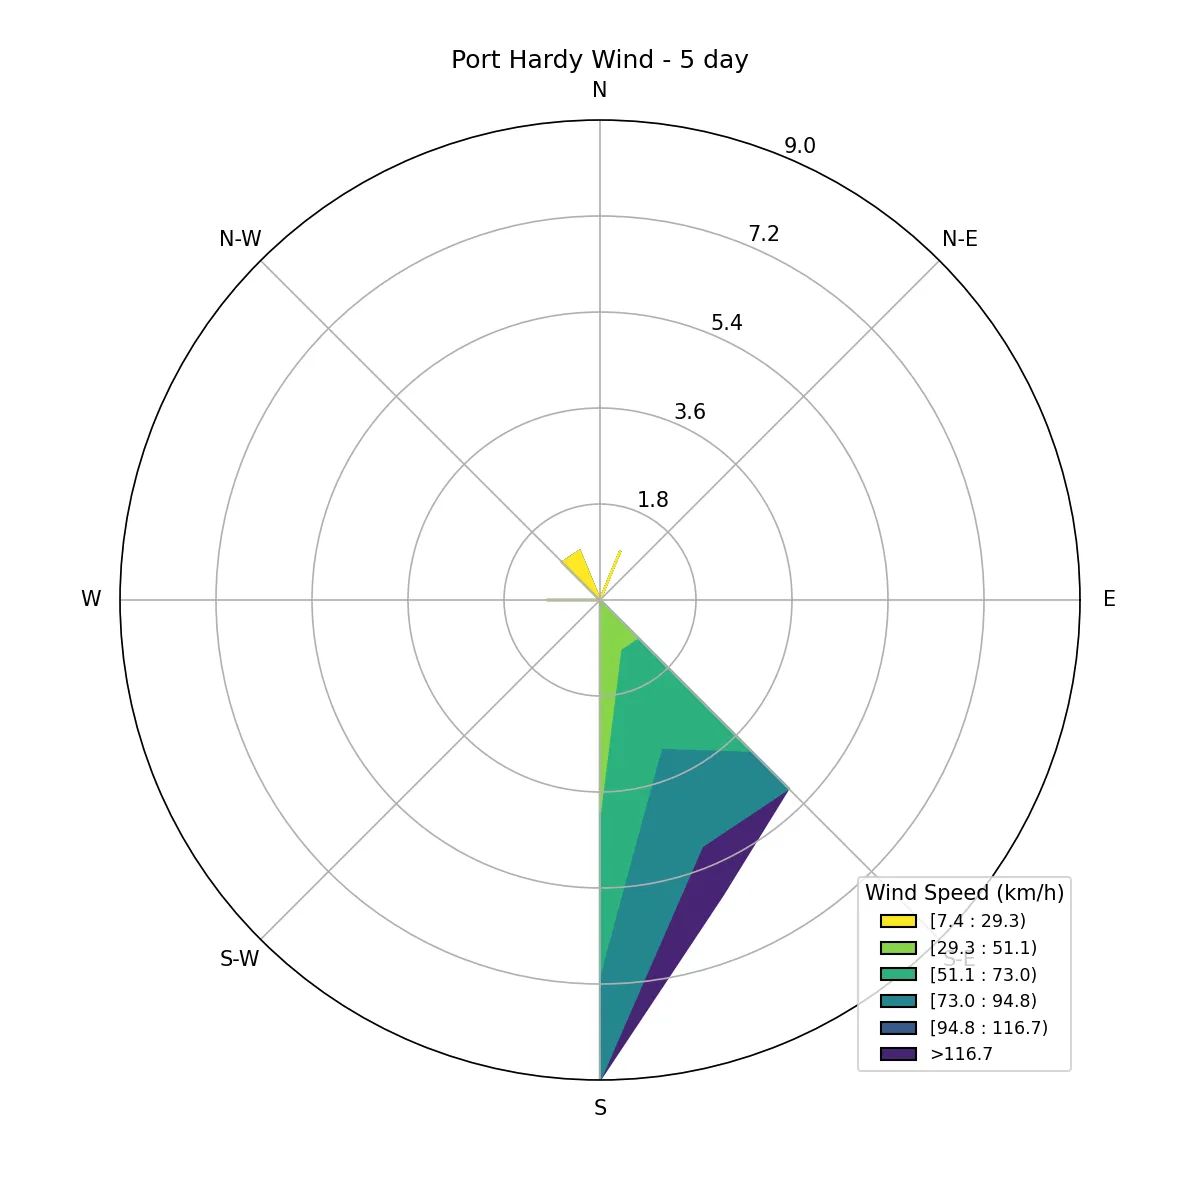 Port Hardy Wind - 5 day
N
9.0
N-W
7.2
N-E
5.4
3.6
1.8
W
E
S-W
S-E
S
Wind Speed (km/h)
[7.4 : 29.3)
[29.3 : 51.1)
[51.1 : 73.0)
[73.0 : 94.8)
[94.8 : 116.7)
>116.7